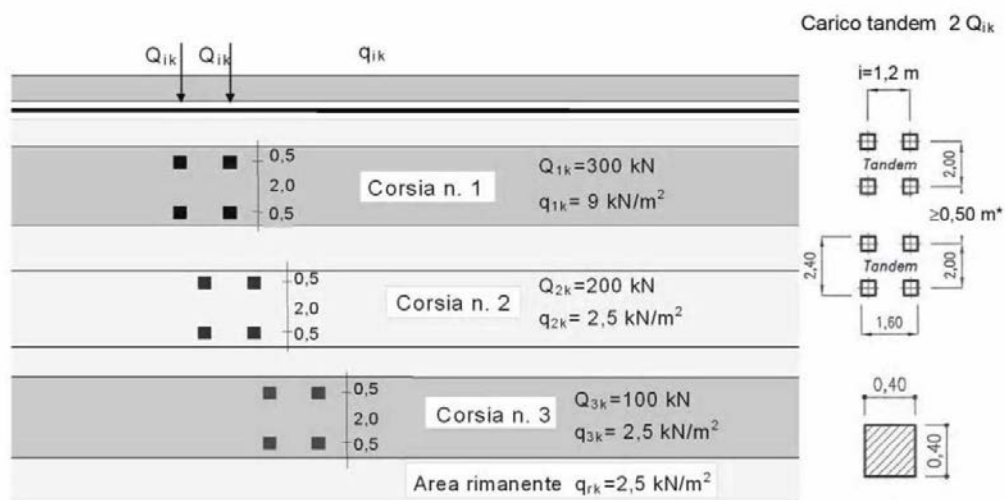 Carico tandem 2 Qik
Qik Qik qik
i=1,2 m
0,5
2,0
0,5
Corsia n. 1
Q1k=300 kN
q1k= 9 kN/m²
Tandem
2,00
≥0,50 m*
0,5
2,0
0,5
Corsia n. 2
Q2k=200 kN
q2k= 2,5 kN/m²
2,40
Tandem
2,00
1,60
0,5
2,0
0,5
Corsia n. 3
Q3k=100 kN
q3k= 2,5 kN/m²
0,40
0,40
Area rimanente qrk=2,5 kN/m²